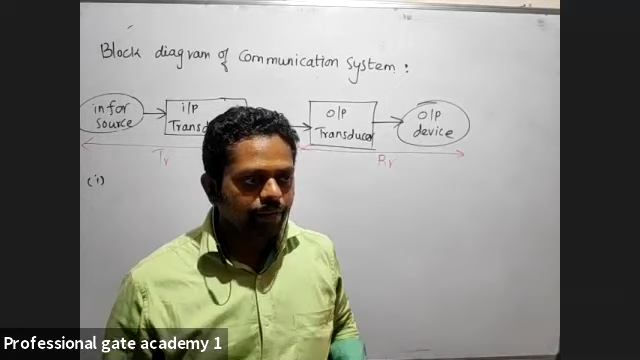 Block diagram of Communication System :
infor source
i/P
O/P Transducer
O/P device
Tr
Rr
(i)
Professional gate academy 1